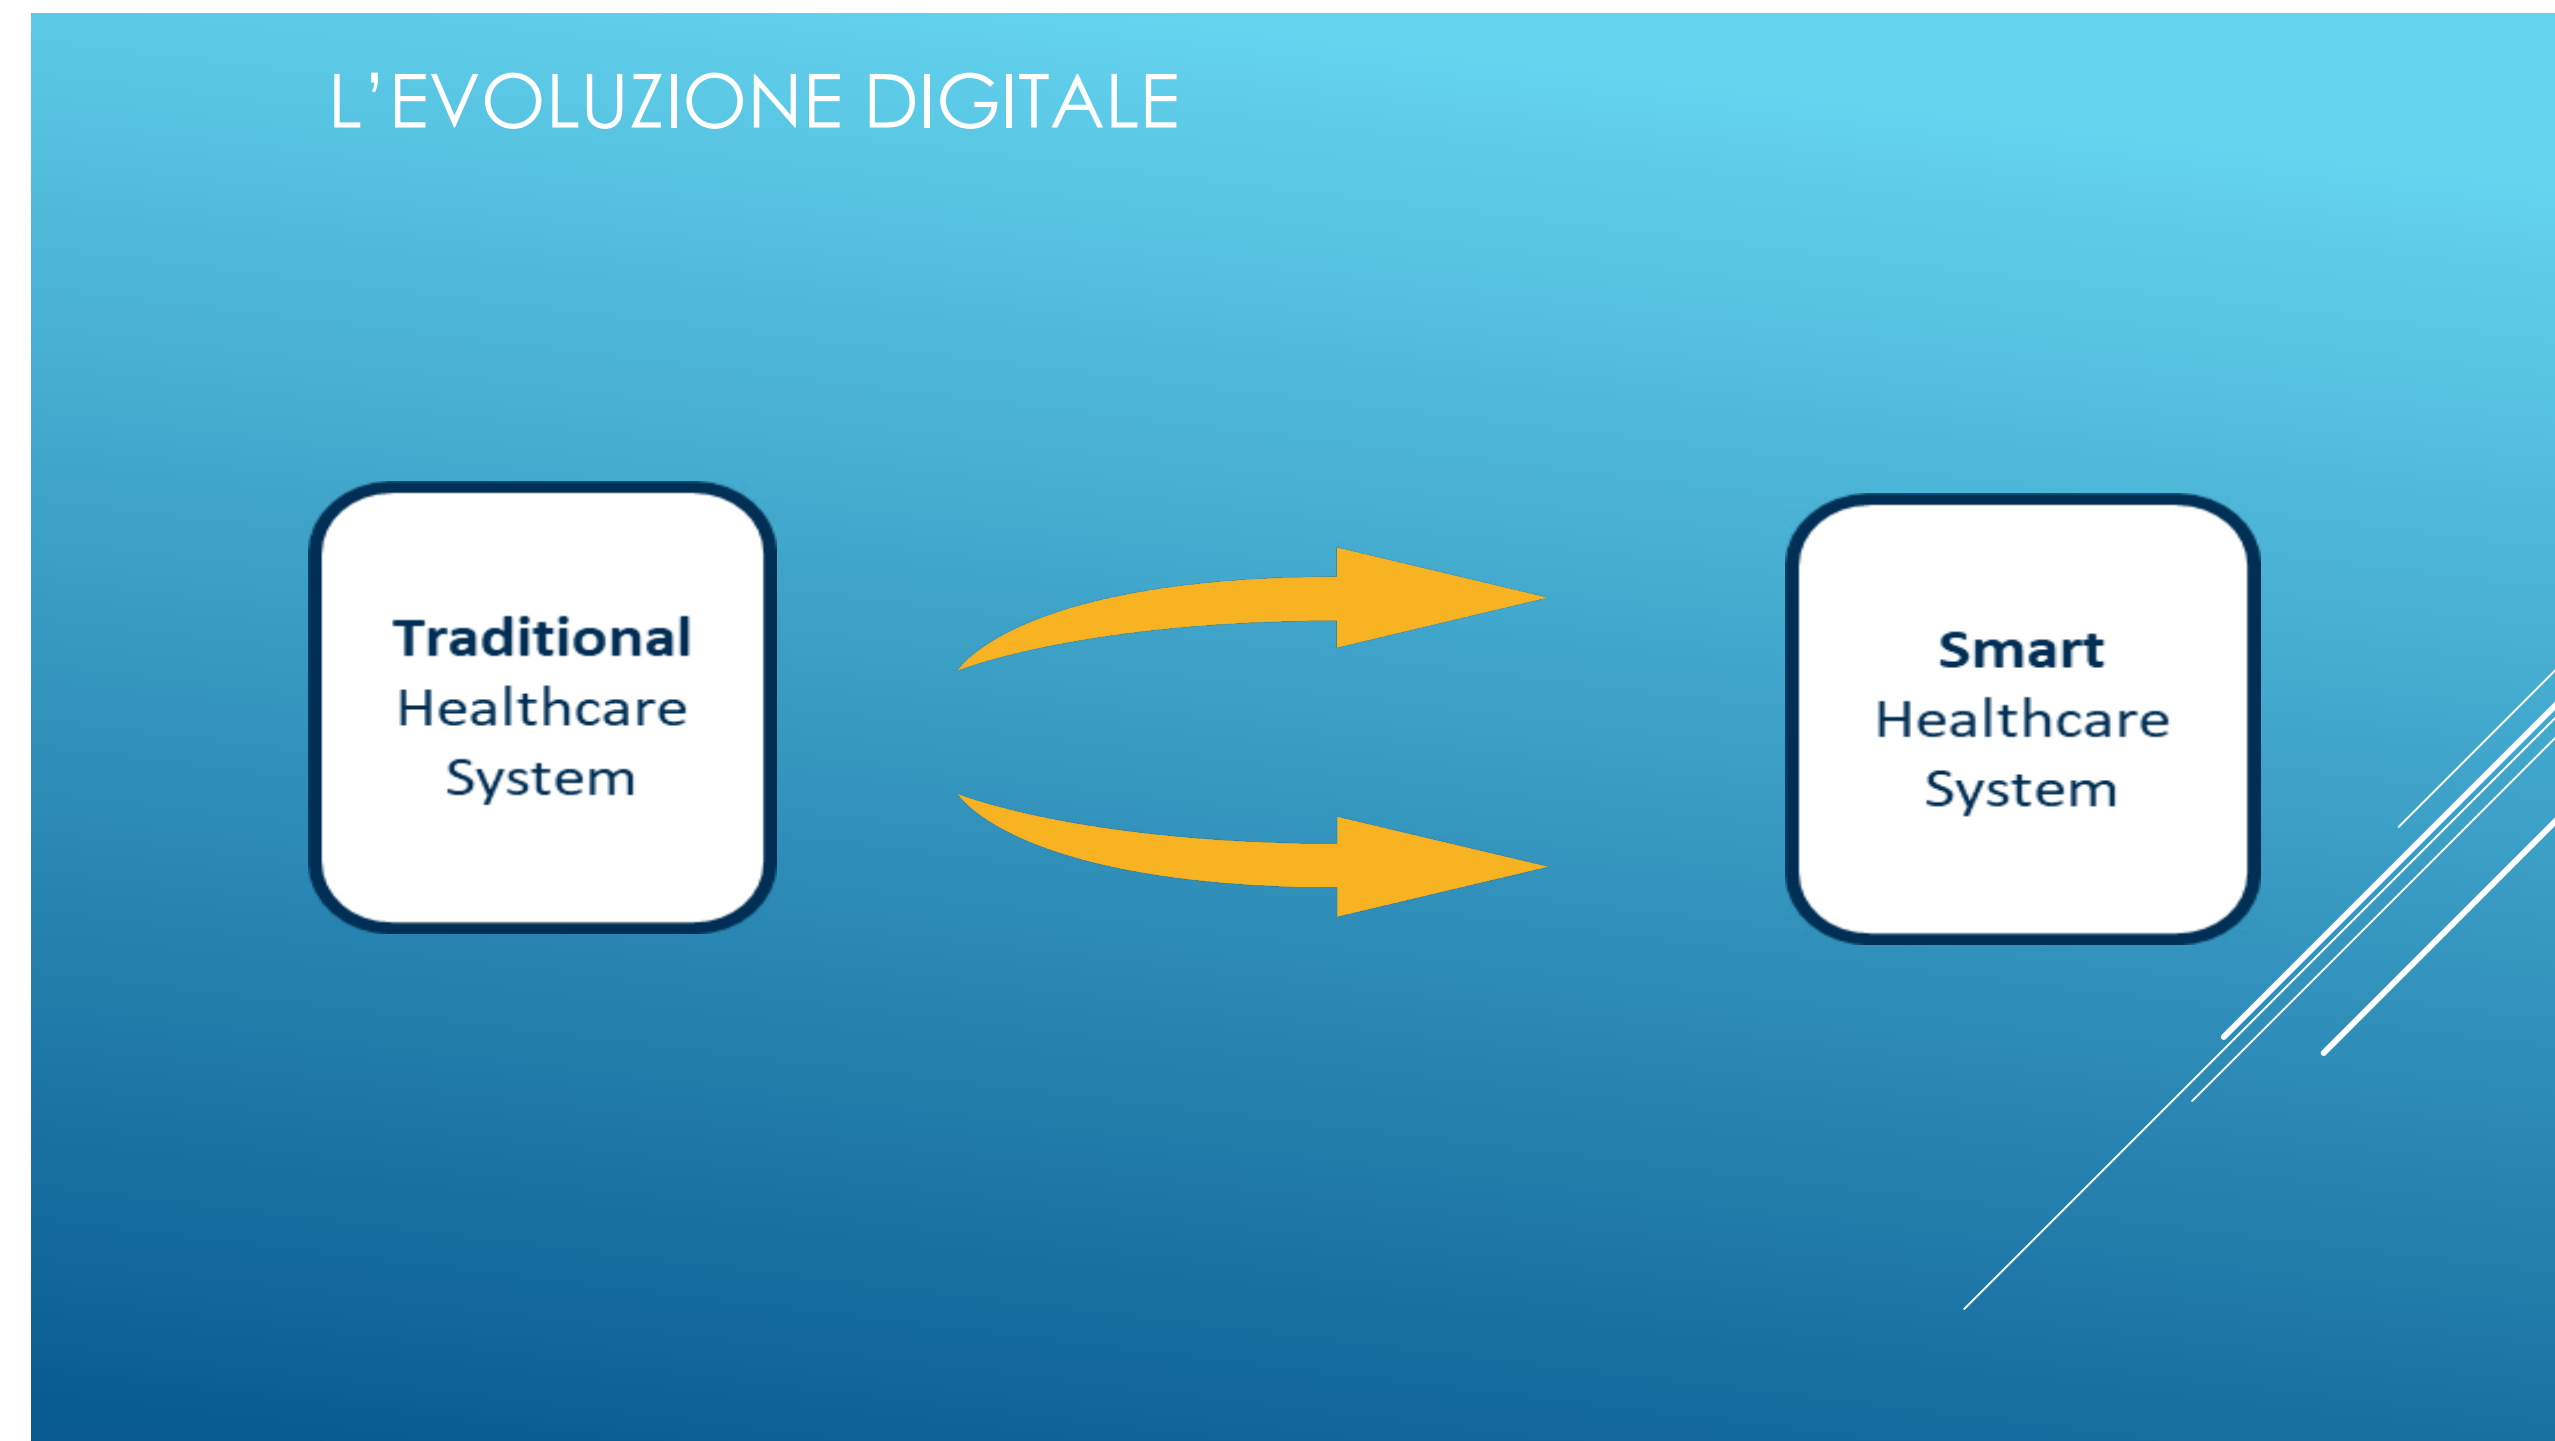 L’EVOLUZIONE DIGITALE
Traditional
Healthcare
System
Smart
Healthcare
System